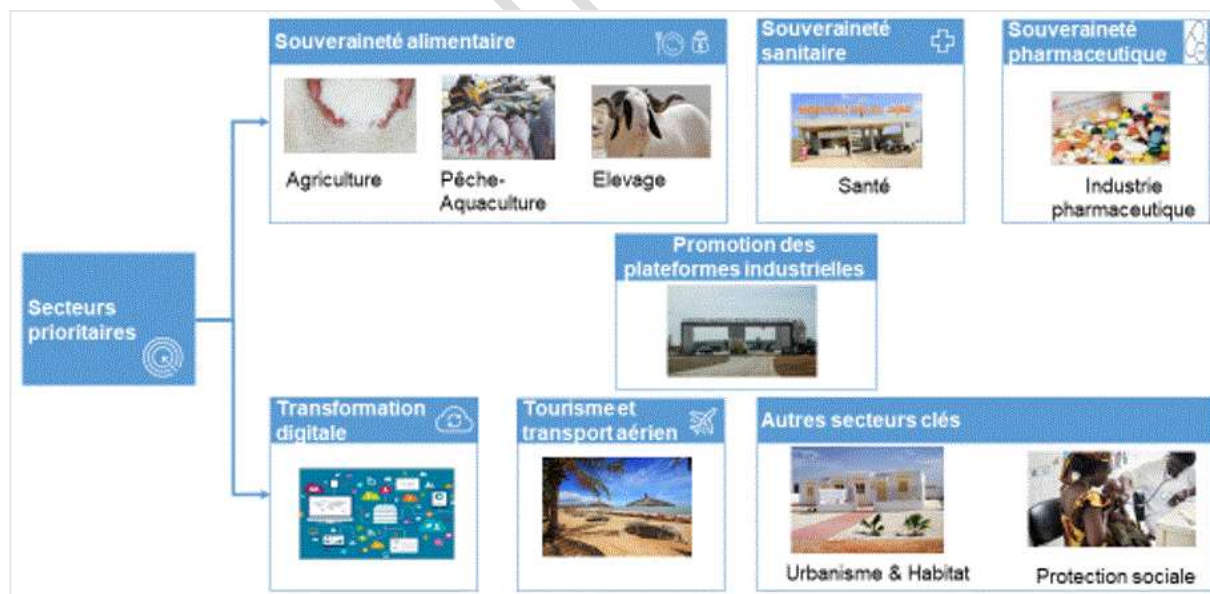 Souveraineté alimentaire
Agriculture
Pêche-
Aquaculture
Elevage
Souveraineté
sanitaire
Santé
Souveraineté
pharmaceutique
Industrie
pharmaceutique
Promotion des
plateformes industrielles
Secteurs
prioritaires
Transformation
digitale
Tourisme et
transport aérien
Autres secteurs clés
Urbanisme & Habitat
Protection sociale